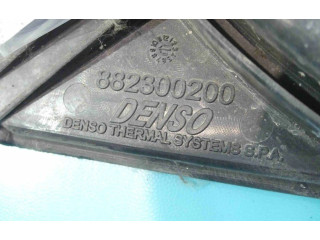 882300200
DENSO
DENSO THERMAL SYSTEMS S.P.A.